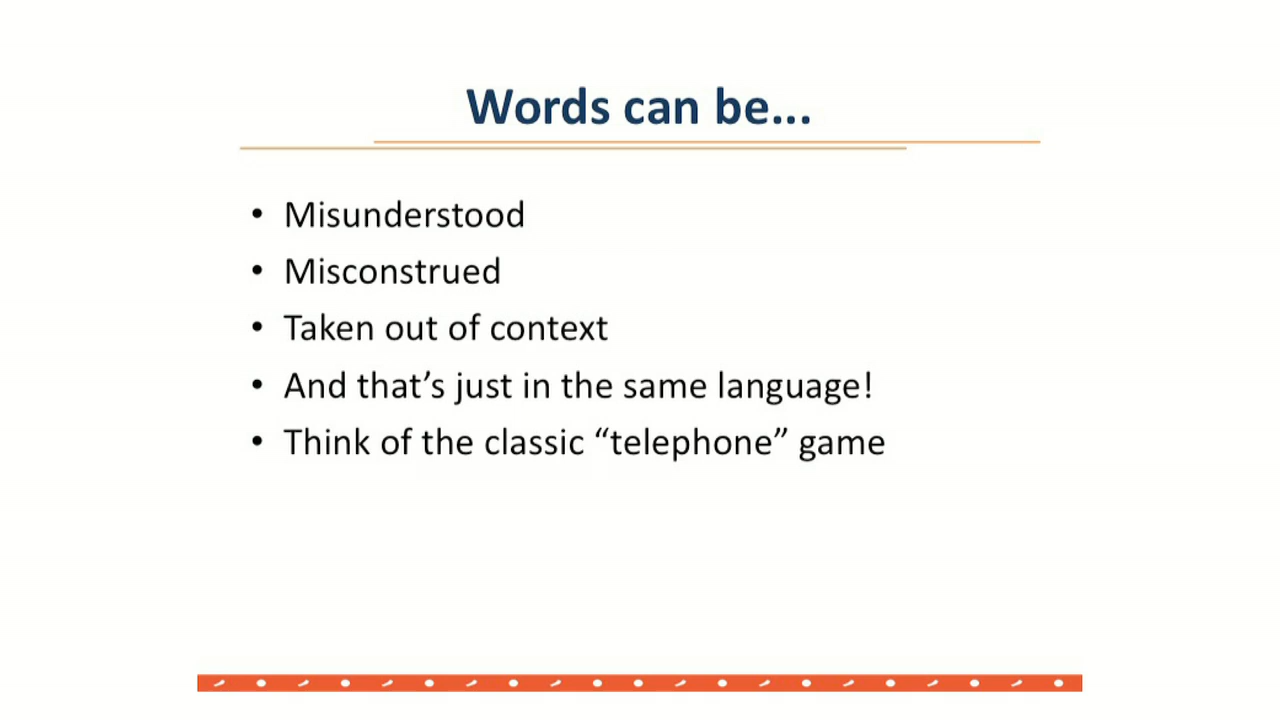 Words can be...
• Misunderstood
• Misconstrued
• Taken out of context
• And that’s just in the same language!
• Think of the classic “telephone” game